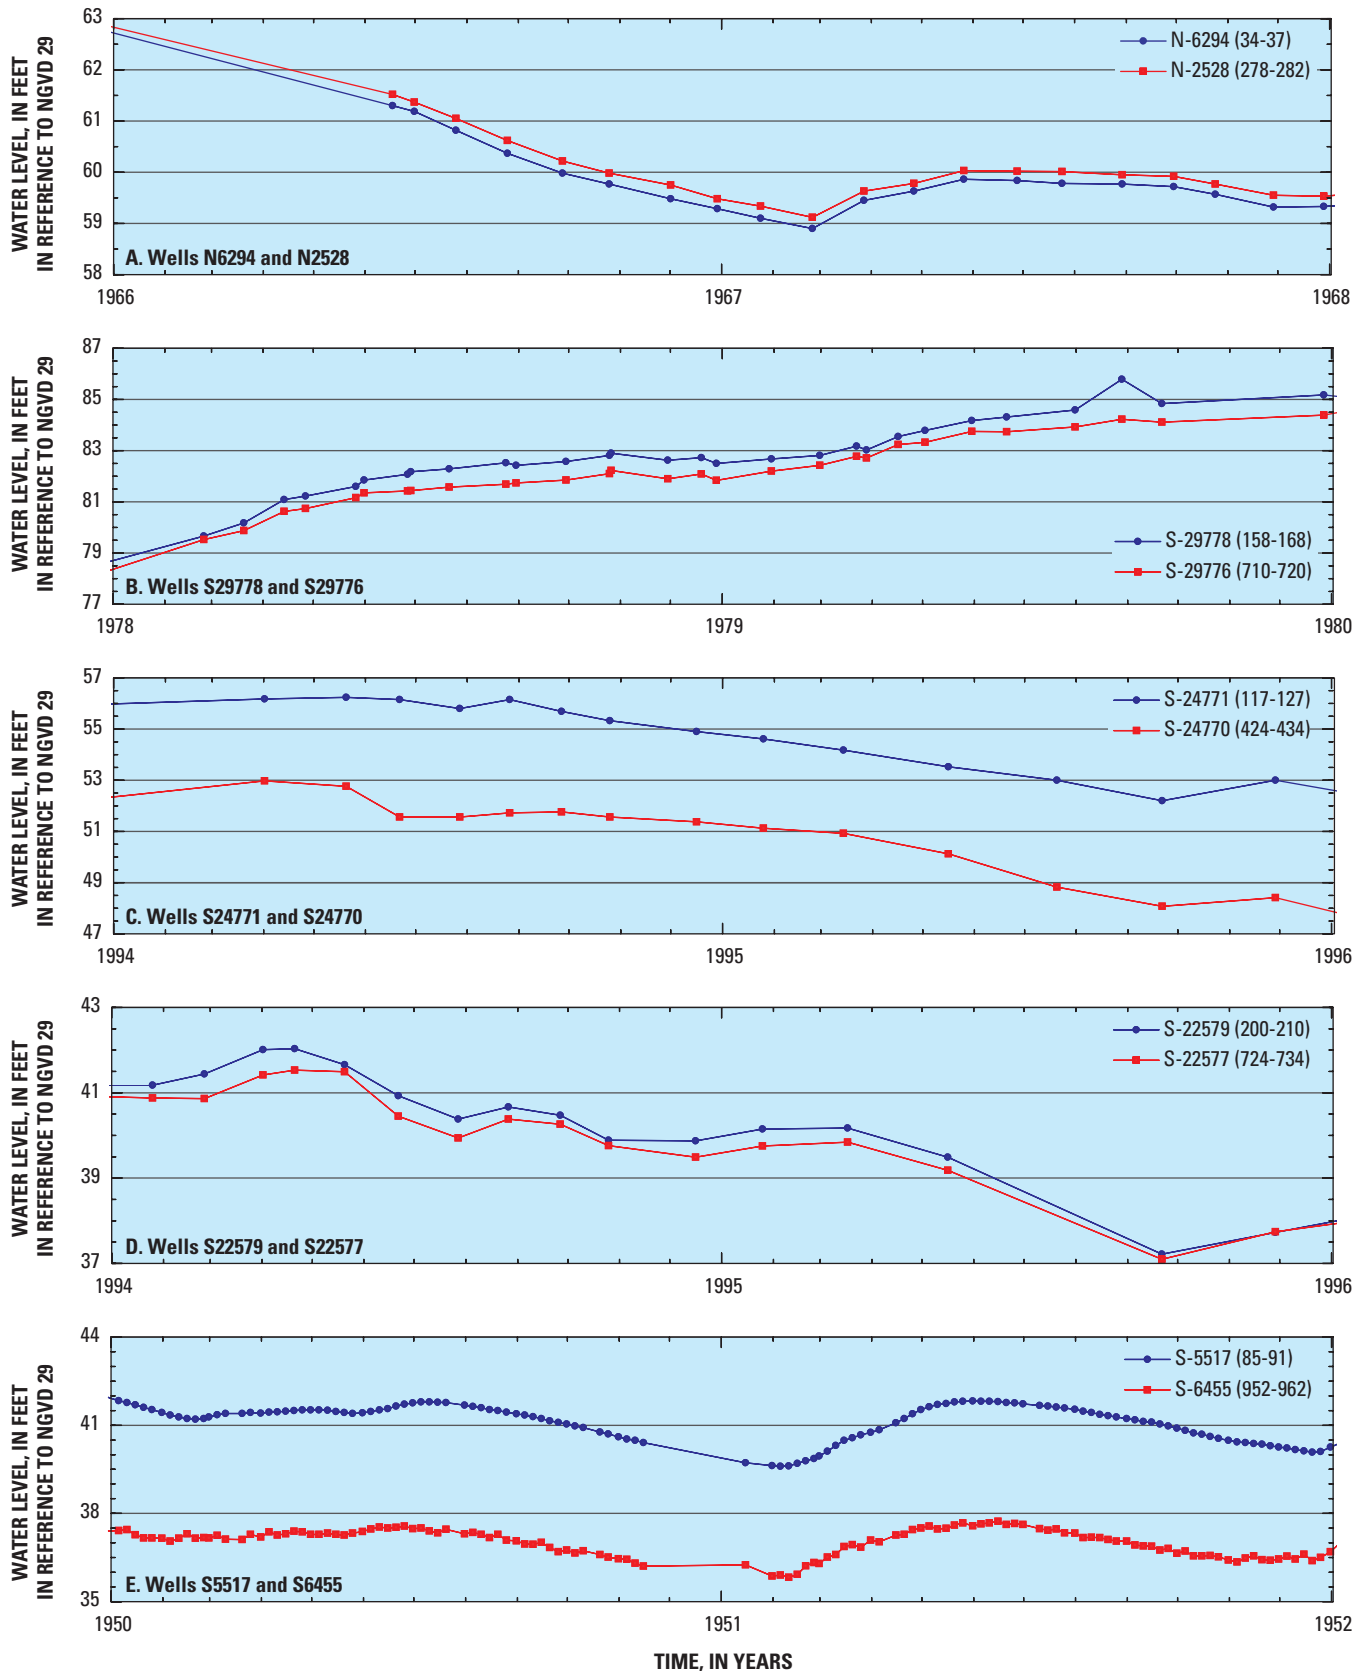 WATER LEVEL, IN FEET
IN REFERENCE TO NGVD 29
63
62
61
60
59
58
N-6294 (34-37)
N-2528 (278-282)
A. Wells N6294 and N2528
1966
1967
1968
WATER LEVEL, IN FEET
IN REFERENCE TO NGVD 29
87
85
83
81
79
77
S-29778 (158-168)
S-29776 (710-720)
B. Wells S29778 and S29776
1978
1979
1980
WATER LEVEL, IN FEET
IN REFERENCE TO NGVD 29
57
55
53
51
49
47
S-24771 (117-127)
S-24770 (424-434)
C. Wells S24771 and S24770
1994
1995
1996
WATER LEVEL, IN FEET
IN REFERENCE TO NGVD 29
43
41
39
37
S-22579 (200-210)
S-22577 (724-734)
D. Wells S22579 and S22577
1994
1995
1996
WATER LEVEL, IN FEET
IN REFERENCE TO NGVD 29
44
41
38
35
S-5517 (85-91)
S-6455 (952-962)
E. Wells S5517 and S6455
1950
1951
1952
TIME, IN YEARS